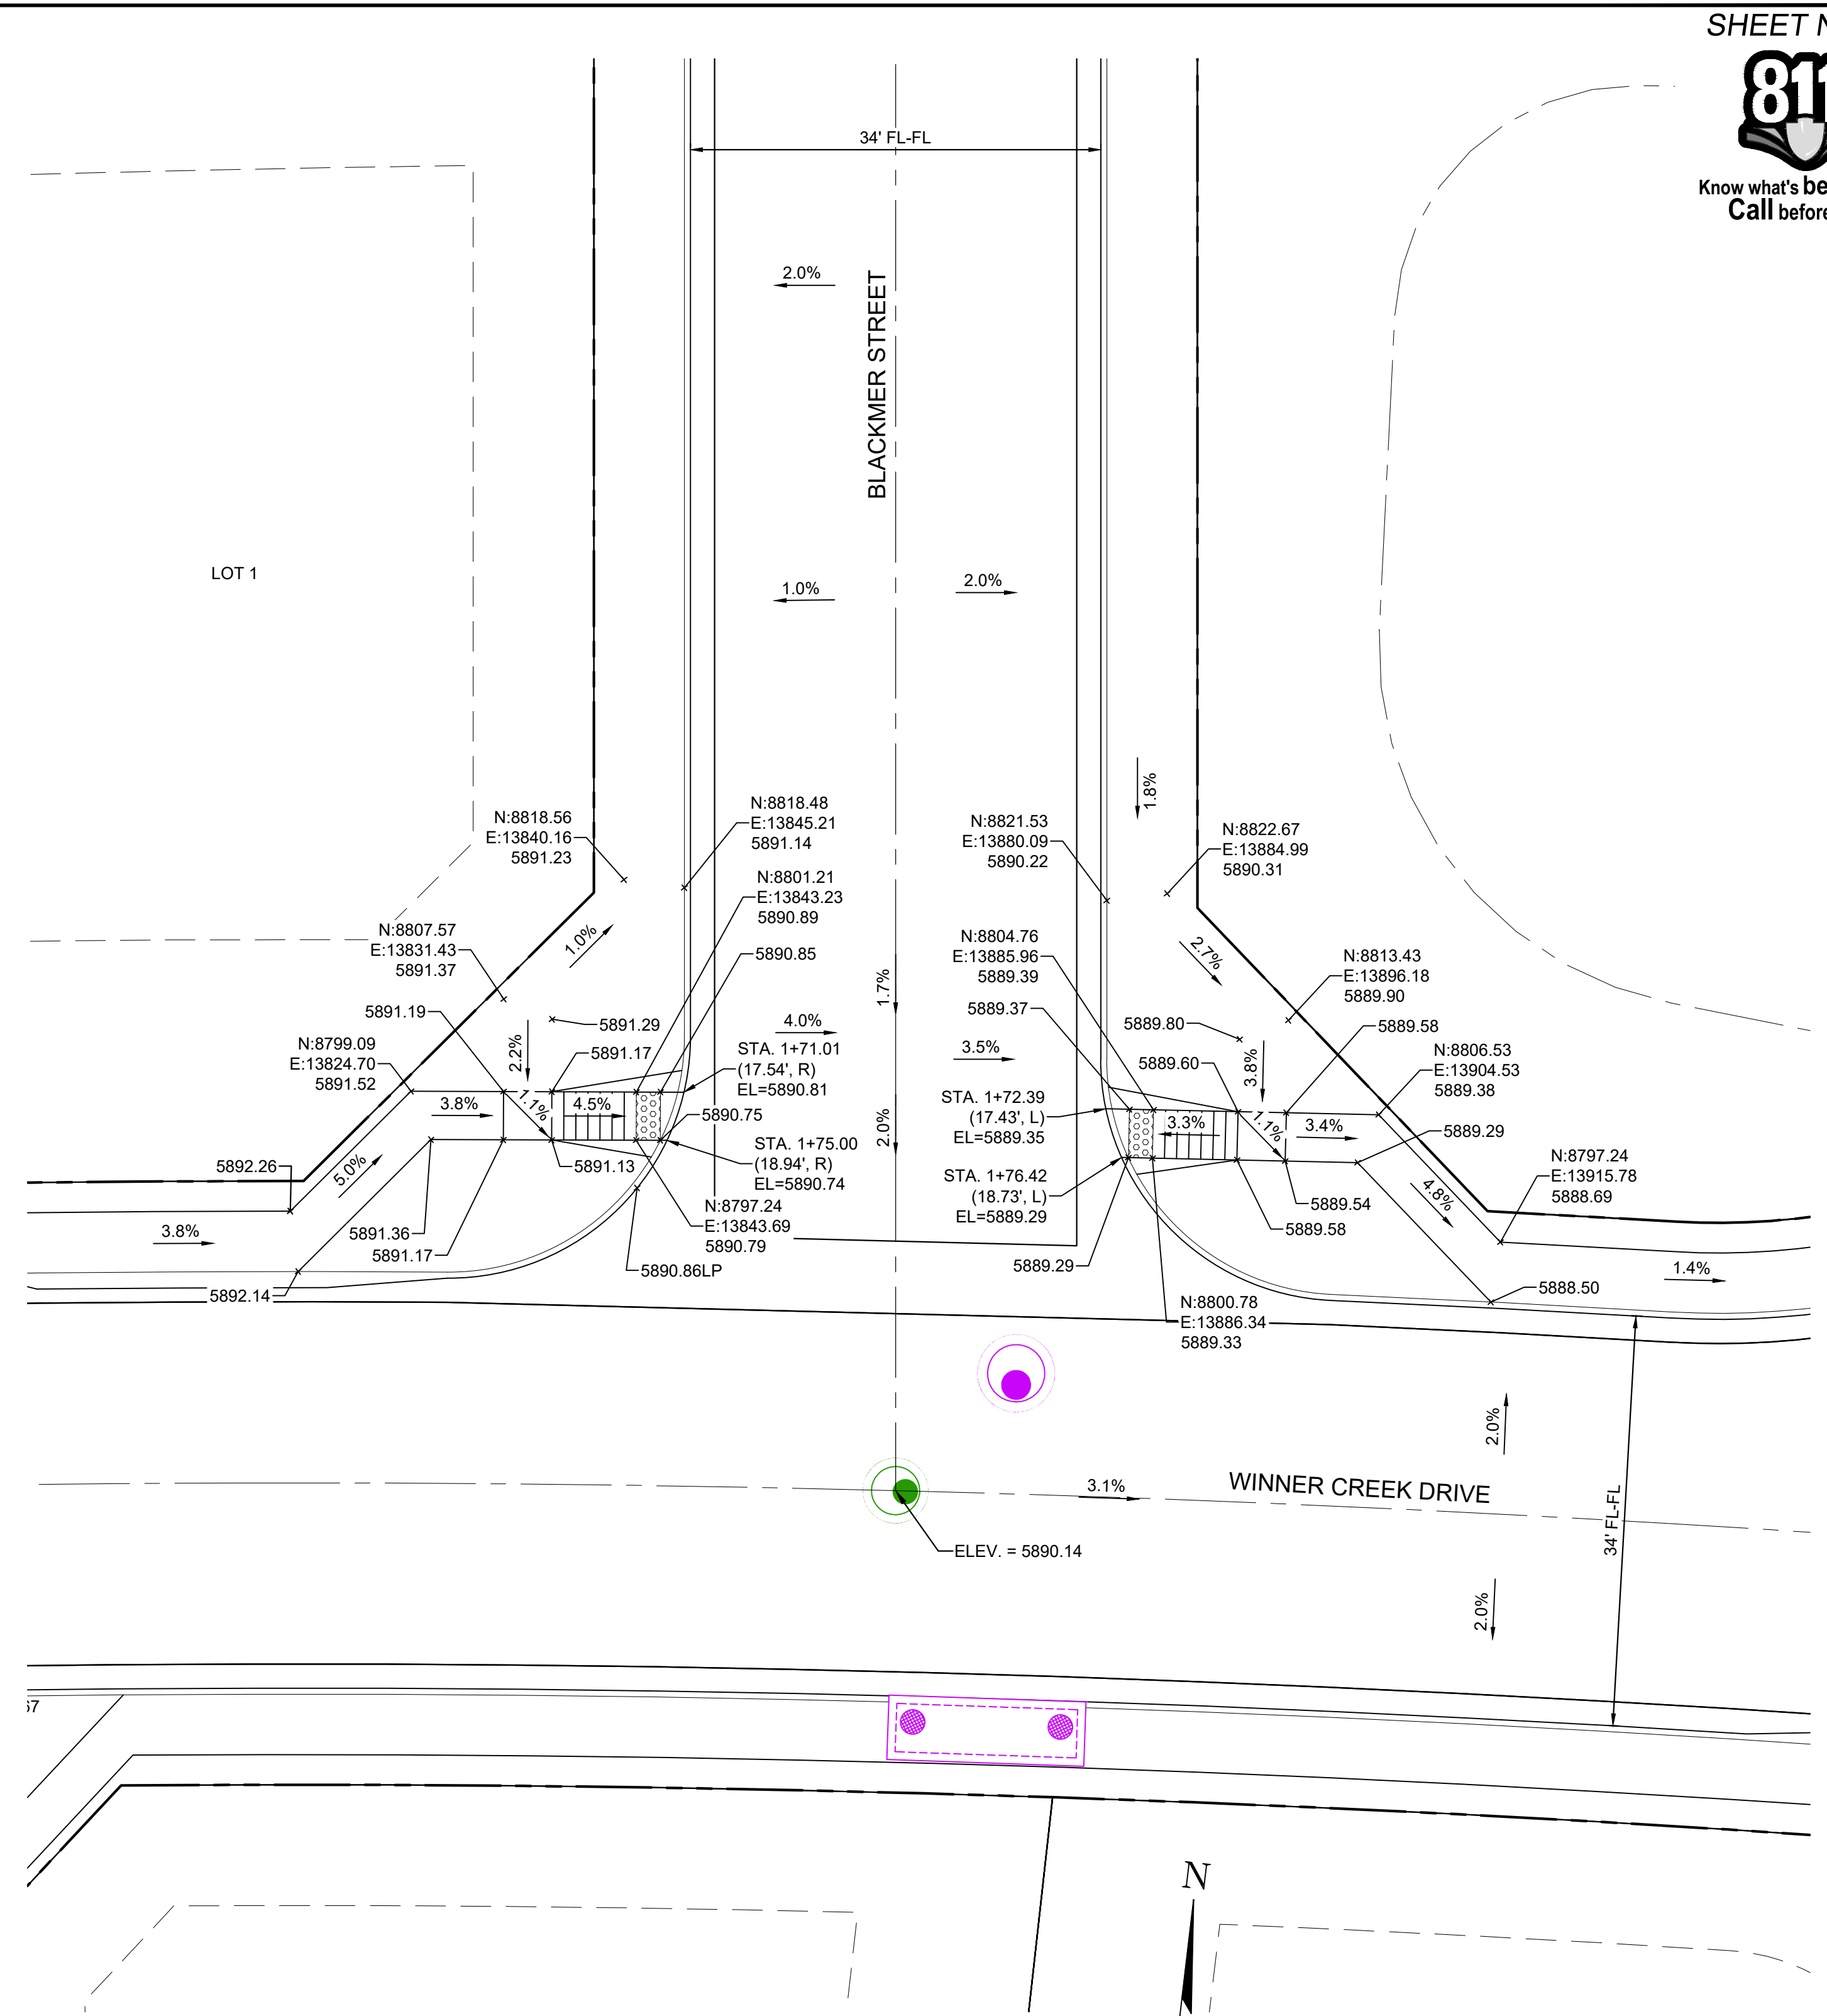 SHEET
811
Know what's
Call before
34' FL-FL
2.0%
BLACKMER STREET
LOT 1
1.0%
2.0%
1.8%
N:8818.56
E:13840.16
5891.23
N:8818.48
E:13845.21
5891.14
N:8821.53
E:13880.09
5890.22
N:8822.67
E:13884.99
5890.31
N:8801.21
E:13843.23
5890.89
N:8807.57
E:13831.43
5891.37
1.0%
5890.85
N:8804.76
E:13885.96
5889.39
2.7%
N:8813.43
E:13896.18
5889.90
1.7%
5891.19
5891.29
4.0%
5889.37
5889.80
5889.58
N:8799.09
E:13824.70
5891.52
2.2%
5891.17
STA. 1+71.01
(17.54', R)
EL=5890.81
3.5%
5889.60
3.8%
N:8806.53
E:13904.53
5889.38
3.8%
1.1%
4.5%
5890.75
2.0%
STA. 1+72.39
(17.43', L)
EL=5889.35
3.3%
1.1%
3.4%
5889.29
5892.26
5.0%
5891.13
STA. 1+75.00
(18.94', R)
EL=5890.74
STA. 1+76.42
(18.73', L)
EL=5889.29
5889.54
4.8%
N:8797.24
E:13915.78
5888.69
3.8%
5891.36
5891.17
N:8797.24
E:13843.69
5890.79
5889.58
5890.86LP
5889.29
1.4%
5892.14
N:8800.78
E:13886.34
5889.33
5888.50
2.0%
3.1%
WINNER CREEK DRIVE
34' FL-FL
ELEV. = 5890.14
2.0%
67
N